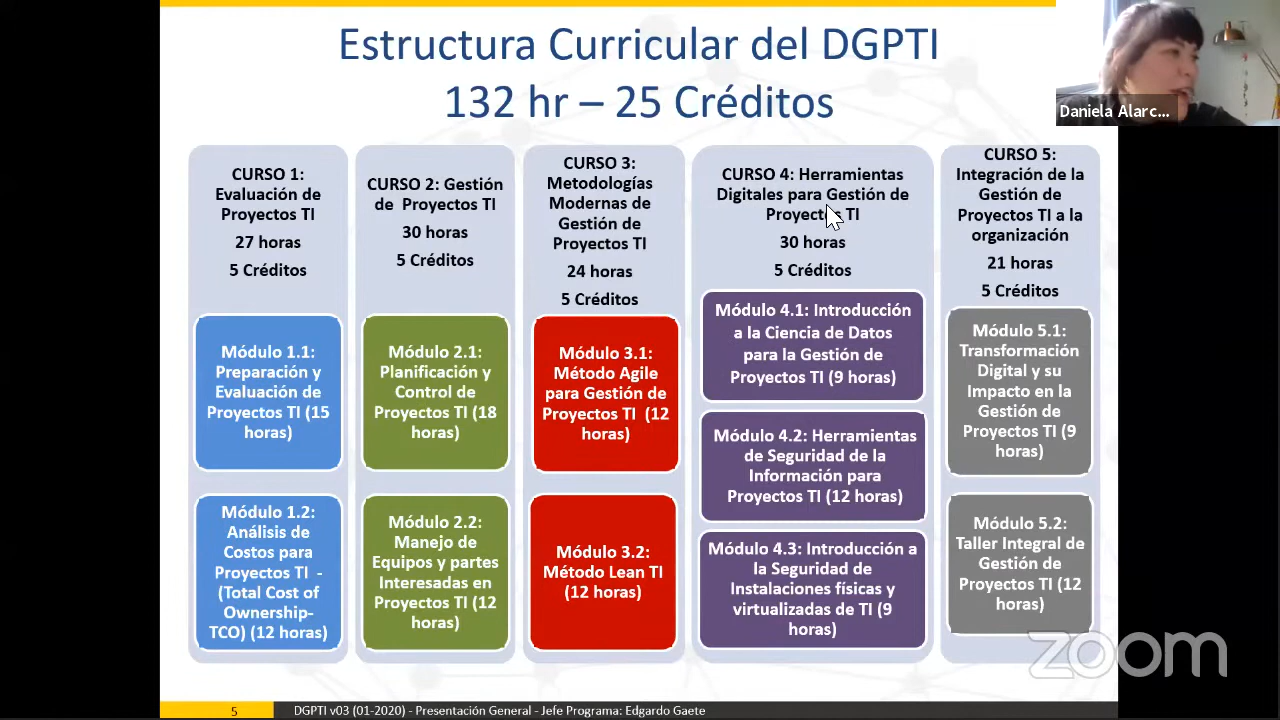 Estructura Curricular del DGPTI
132 hr – 25 Créditos
Daniela Alarc...
CURSO 1:
Evaluación de
Proyectos TI
27 horas
5 Créditos
Módulo 1.1:
Preparación y
Evaluación de
Proyectos TI (15
horas)
Módulo 1.2:
Análisis de
Costos para
Proyectos TI -
(Total Cost of
Ownership-
TCO) (12 horas)
CURSO 2: Gestión
de Proyectos TI
30 horas
5 Créditos
Módulo 2.1:
Planificación y
Control de
Proyectos TI (18
horas)
Módulo 2.2:
Manejo de
Equipos y partes
Interesadas en
Proyectos TI (12
horas)
CURSO 3:
Metodologías
Modernas de
Gestión de
Proyectos TI
24 horas
5 Créditos
Módulo 3.1:
Método Agile
para Gestión de
Proyectos TI (12
horas)
Módulo 3.2:
Método Lean TI
(12 horas)
CURSO 4: Herramientas
Digitales para Gestión de
Proyectos TI
30 horas
5 Créditos
Módulo 4.1: Introducción
a la Ciencia de Datos
para la Gestión de
Proyectos TI (9 horas)
Módulo 4.2: Herramientas
de Seguridad de la
Información para
Proyectos TI (12 horas)
Módulo 4.3: Introducción a
la Seguridad de
Instalaciones físicas y
virtualizadas de TI (9
horas)
CURSO 5:
Integración de la
Gestión de
Proyectos TI a la
organización
21 horas
5 Créditos
Módulo 5.1:
Transformación
Digital y su
Impacto en la
Gestión de
Proyectos TI (9
horas)
Módulo 5.2:
Taller Integral de
Gestión de
Proyectos TI (12
horas)
zoom
5
DGPTI v03 (01-2020) - Presentación General - Jefe Programa: Edgardo Gaete